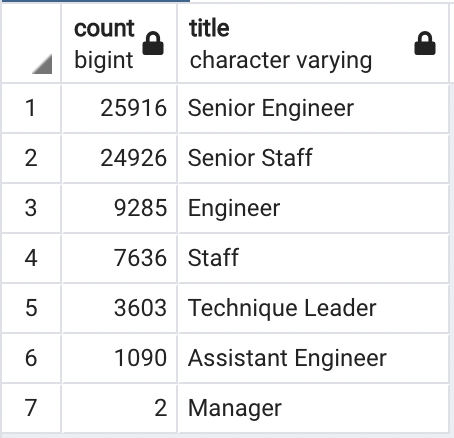 count title
bigint character varying
1 25916 Senior Engineer
2 24926 Senior Staff
3 9285 Engineer
4 7636 Staff
5 3603 Technique Leader
6 1090 Assistant Engineer
7 2 Manager